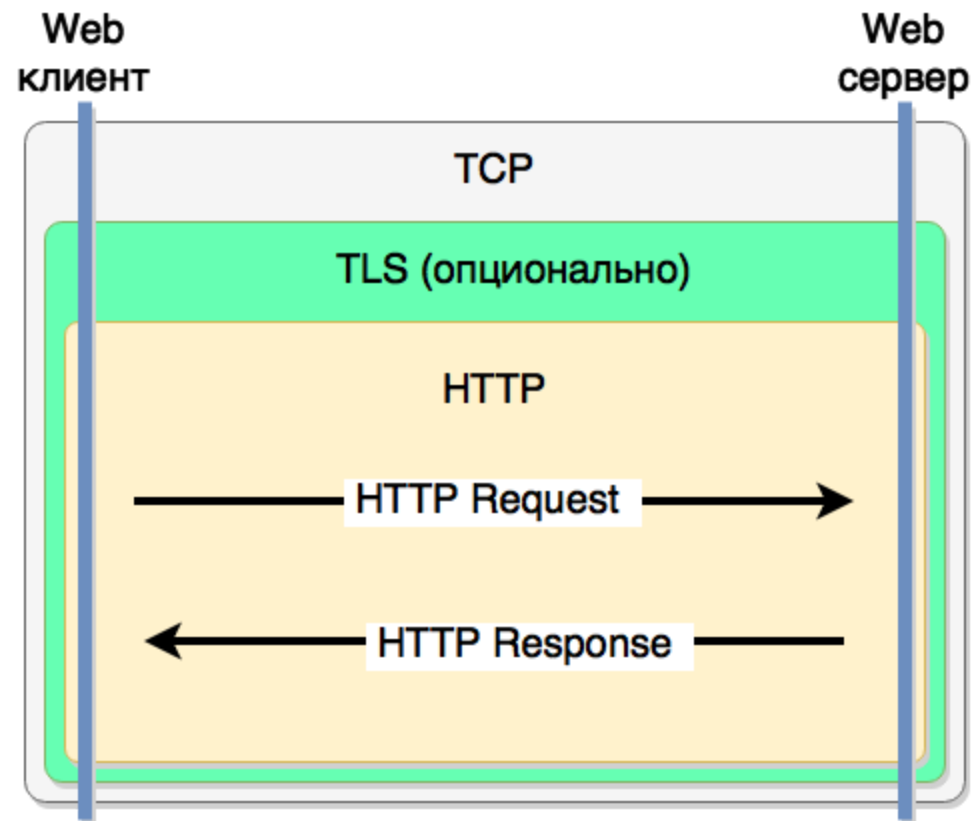 Web
клиент
Web
сервер
TCP
TLS (опционально)
HTTP
HTTP Request
HTTP Response